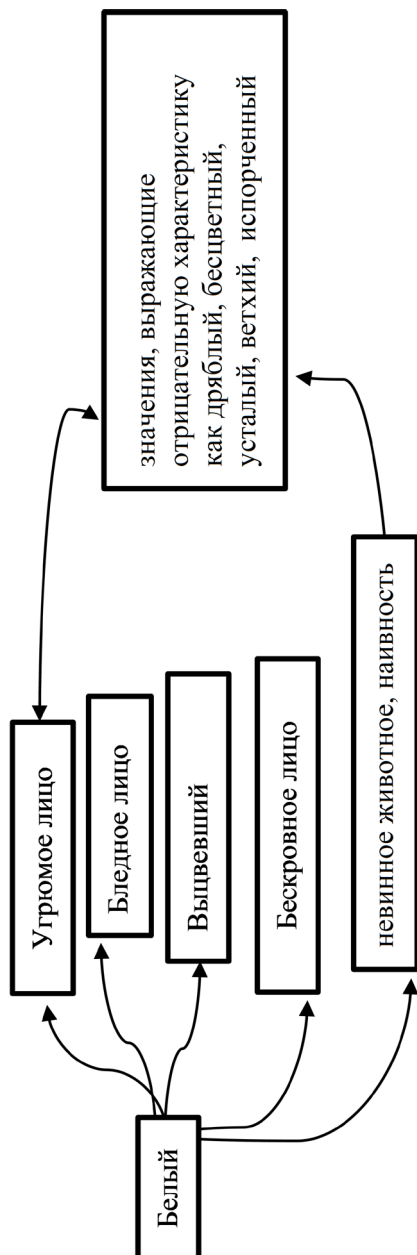 Белый
Угрюмое лицо
Бледное лицо
Выцвевший
Бескровное лицо
невинное животное, наивность
значения, выражающие
отрицательную характеристику
как дряблый, бесцветный,
усталый, ветхий, испорченный